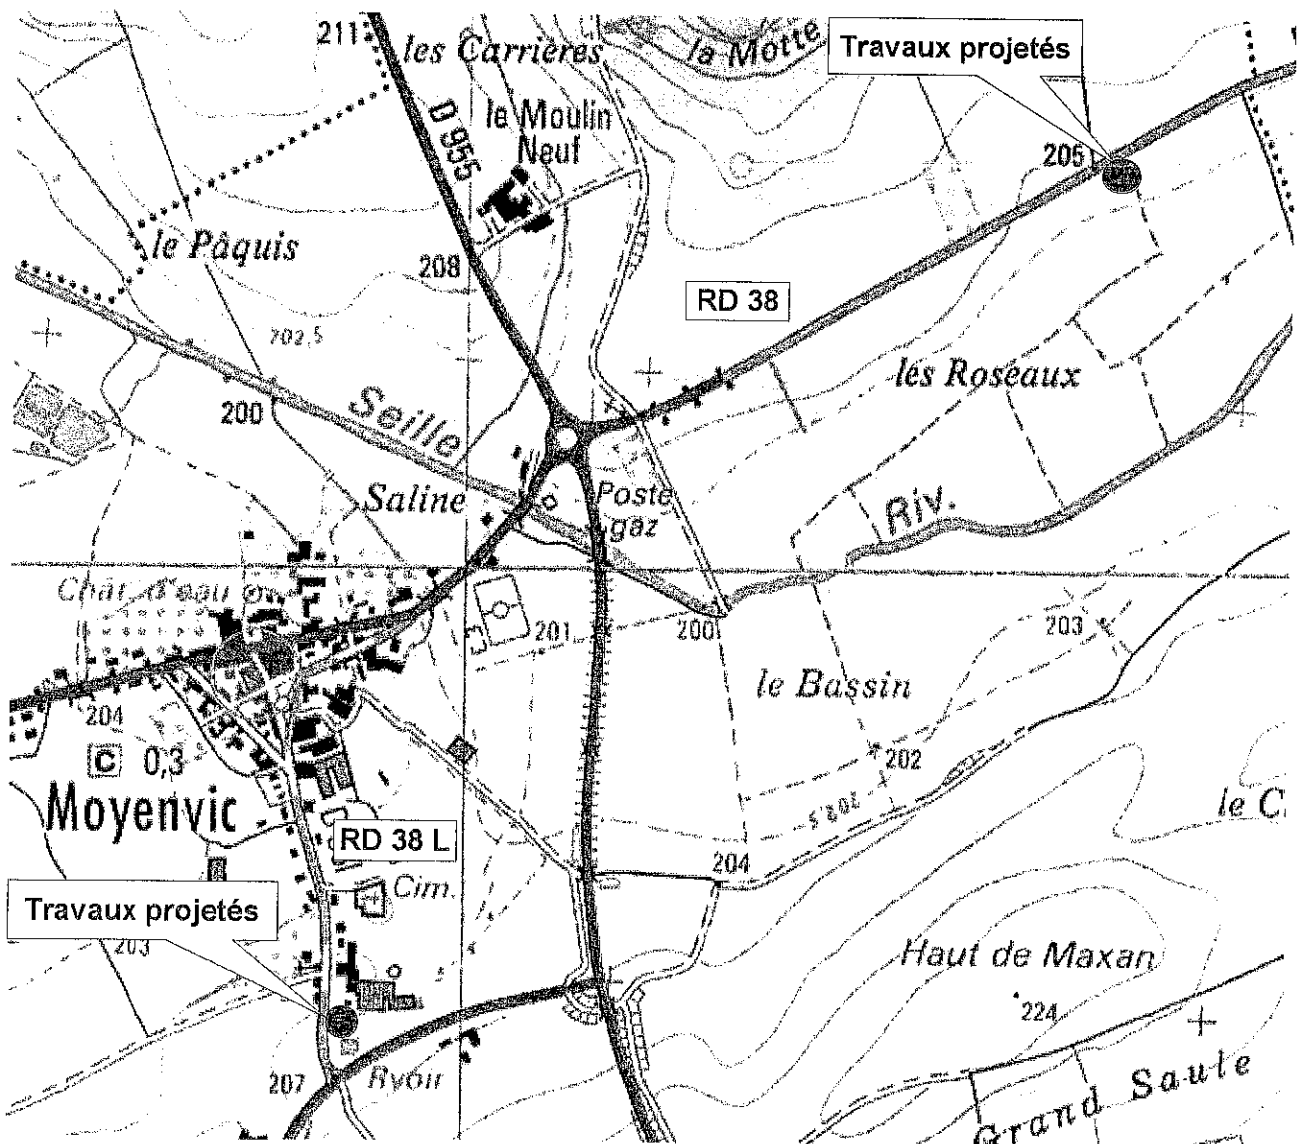 211
les Carrières
la Motte
Travaux projetés
D 955
le Moulin
Neuf
205
le Pâquis
208
RD 38
702,5
les Roseaux
200
Seille
Saline
Poste
gaz
Riv.
Chât. d'eau
201
200
203
le Bassin
204
C 0,3
202
Moyenvic
202,5
RD 38 L
204
Cim.
Travaux projetés
203
Haut de Maxan
224
207
Grand Saule